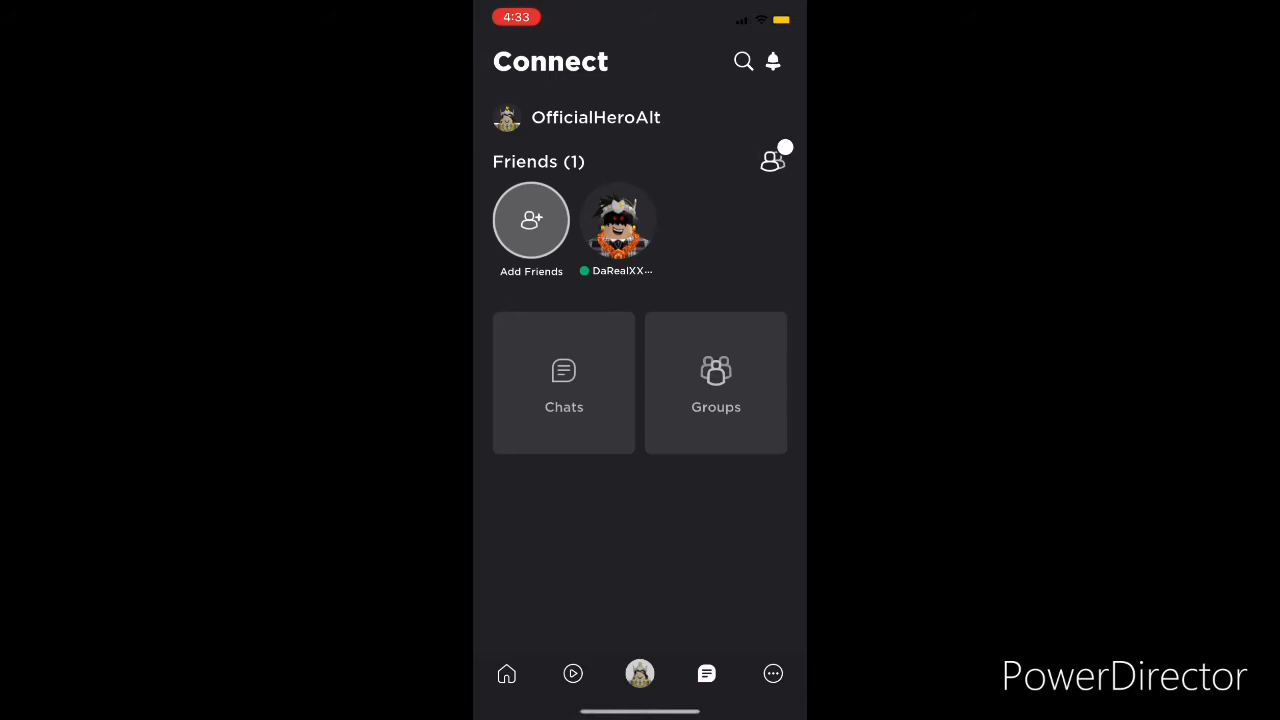 4:33
Connect
OfficialHeroAlt
Friends (1)
Add Friends
DaRealXX...
Chats
Groups
PowerDirector